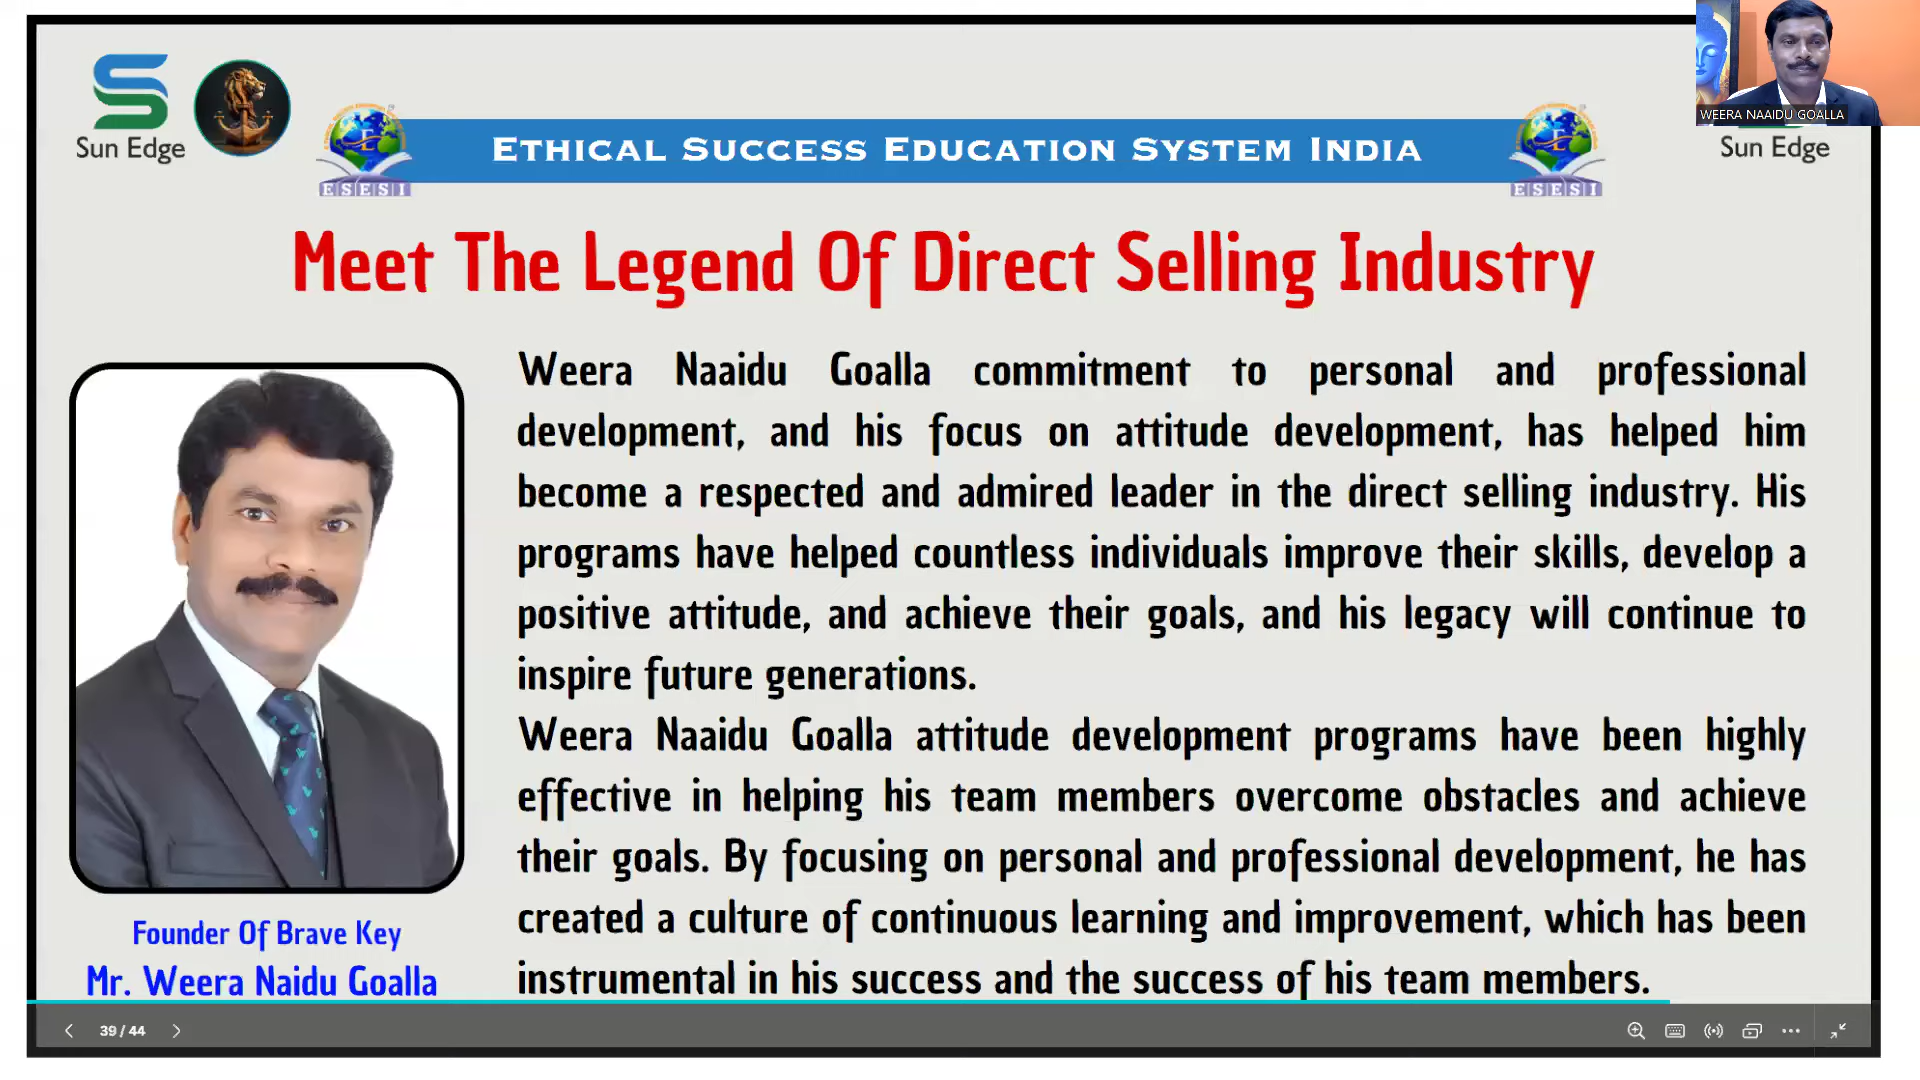 WEERA NAAIDU GOALLA
Sun Edge
Sun Edge
ETHICAL SUCCESS EDUCATION SYSTEM INDIA
ESESI
ESESI
Meet The Legend Of Direct Selling Industry
Weera Naaidu Goalla commitment to personal and professional
development, and his focus on attitude development, has helped him
become a respected and admired leader in the direct selling industry. His
programs have helped countless individuals improve their skills, develop a
positive attitude, and achieve their goals, and his legacy will continue to
inspire future generations.
Weera Naaidu Goalla attitude development programs have been highly
effective in helping his team members overcome obstacles and achieve
their goals. By focusing on personal and professional development, he has
created a culture of continuous learning and improvement, which has been
instrumental in his success and the success of his team members.
Founder Of Brave Key
Mr. Weera Naidu Goalla
39 / 44